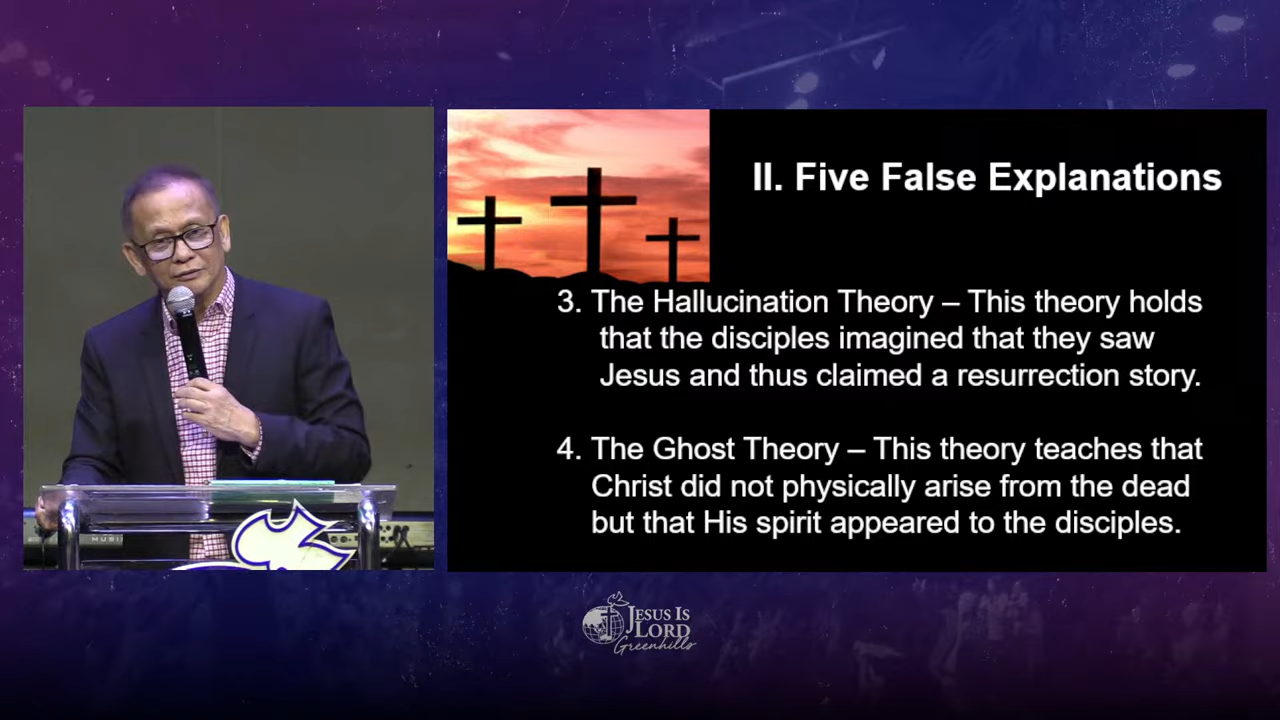 II. Five False Explanations
3. The Hallucination Theory – This theory holds
that the disciples imagined that they saw
Jesus and thus claimed a resurrection story.
4. The Ghost Theory – This theory teaches that
Christ did not physically arise from the dead
but that His spirit appeared to the disciples.
JESUS IS
LORD
Greenhills